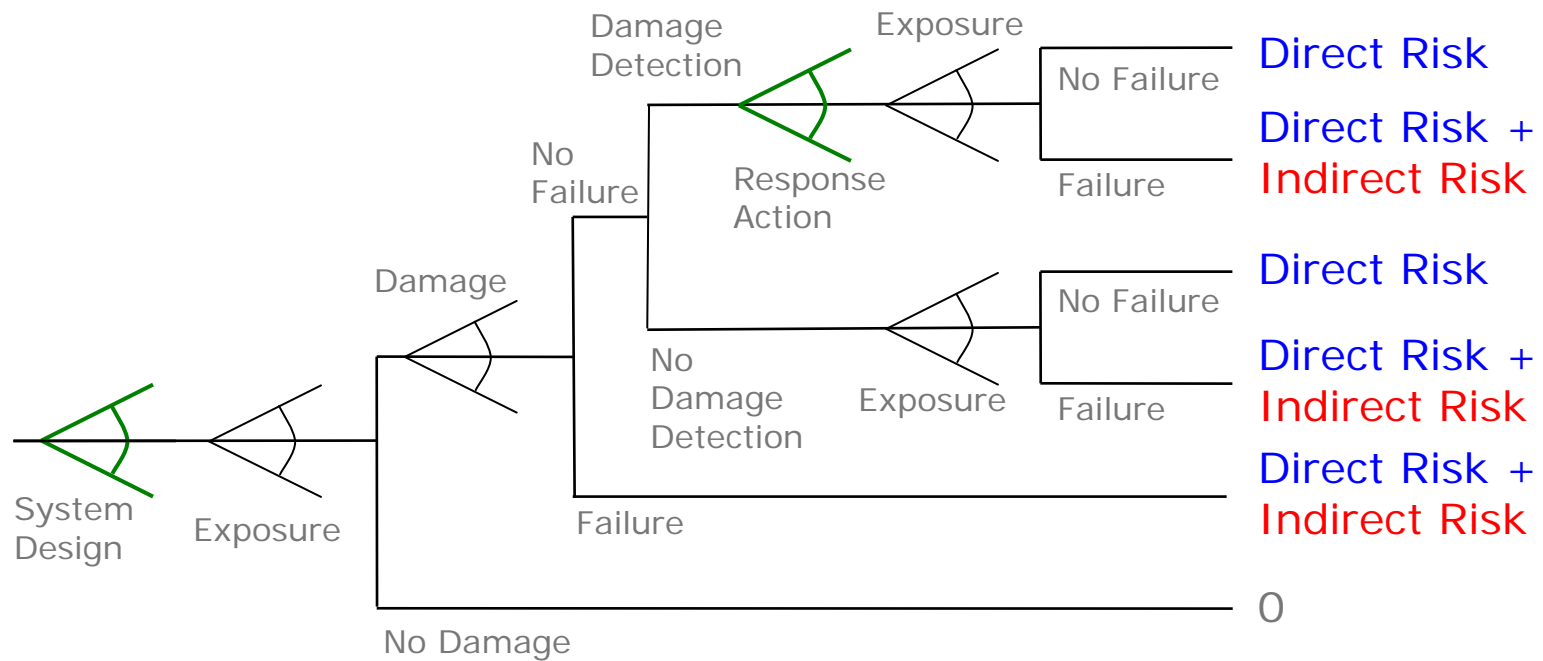 Damage
Detection
Exposure
No Failure
Direct Risk
Direct Risk +
Indirect Risk
Failure
No
Failure
Response
Action
Damage
No Failure
Direct Risk
No
Damage
Detection
Exposure
Direct Risk +
Indirect Risk
Failure
System
Design
Exposure
Failure
Direct Risk +
Indirect Risk
No Damage
0